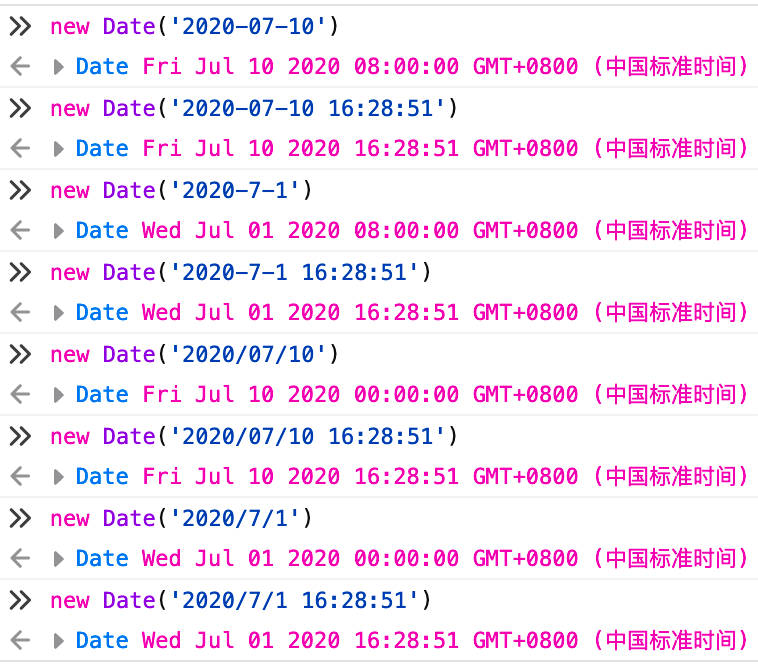 new Date('2020-07-10')
Date Fri Jul 10 2020 08:00:00 GMT+0800 (中国标准时间)
new Date('2020-07-10 16:28:51')
Date Fri Jul 10 2020 16:28:51 GMT+0800 (中国标准时间)
new Date('2020-7-1')
Date Wed Jul 01 2020 08:00:00 GMT+0800 (中国标准时间)
new Date('2020-7-1 16:28:51')
Date Wed Jul 01 2020 16:28:51 GMT+0800 (中国标准时间)
new Date('2020/07/10')
Date Fri Jul 10 2020 00:00:00 GMT+0800 (中国标准时间)
new Date('2020/07/10 16:28:51')
Date Fri Jul 10 2020 16:28:51 GMT+0800 (中国标准时间)
new Date('2020/7/1')
Date Wed Jul 01 2020 00:00:00 GMT+0800 (中国标准时间)
new Date('2020/7/1 16:28:51')
Date Wed Jul 01 2020 16:28:51 GMT+0800 (中国标准时间)